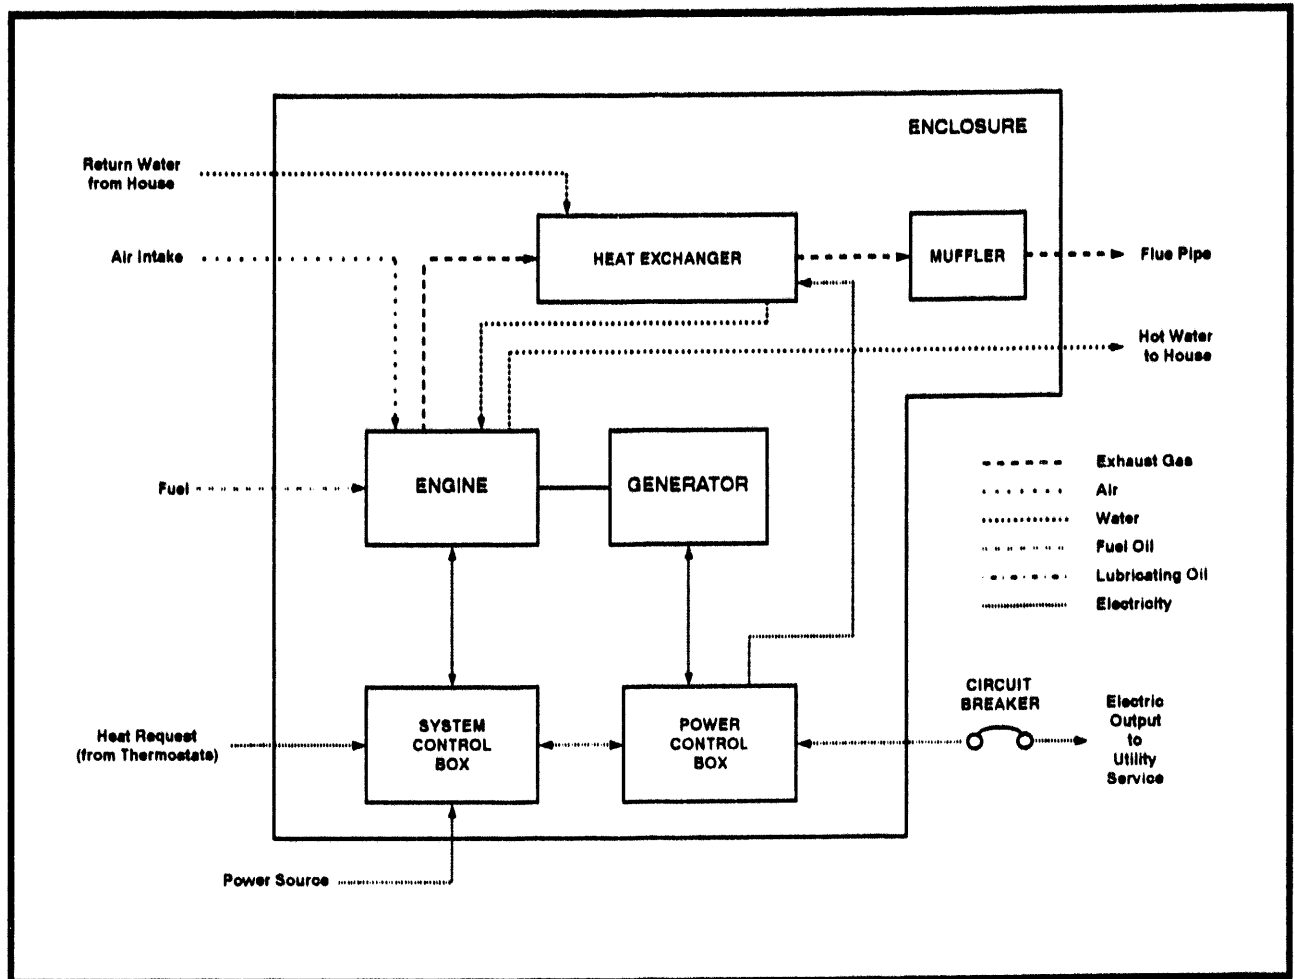 ENCLOSURE
Return Water
from House
Air Intake
HEAT EXCHANGER
MUFFLER
Flue Pipe
Hot Water
to House
Fuel
ENGINE
GENERATOR
Exhaust Gas
Air
Water
Fuel Oil
Lubricating Oil
Electricity
Heat Request
(from Thermostats)
SYSTEM
CONTROL
BOX
POWER
CONTROL
BOX
CIRCUIT
BREAKER
Electric
Output
to
Utility
Service
Power Source